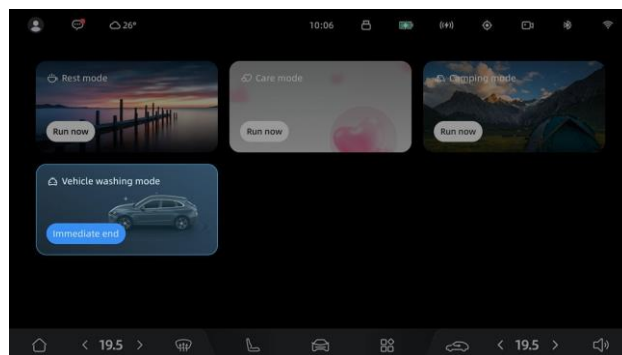 26° 10:06
Rest mode Care mode Camping mode
Run now Run now Run now
Vehicle washing mode
Immediate end
19.5 19.5